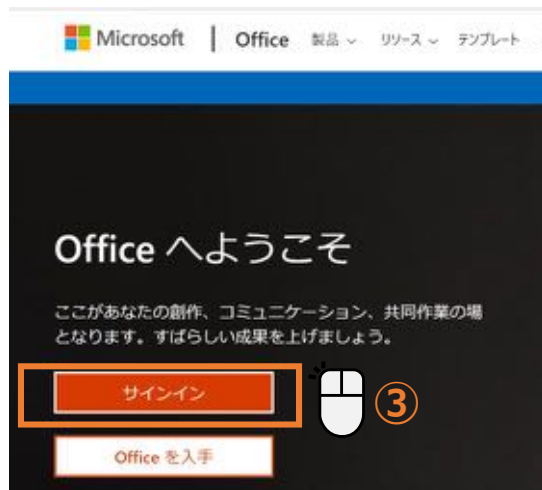 Microsoft | Office 製品 リソース テンプレート
Office へようこそ
ここがあなたの創作、コミュニケーション、共同作業の場
となります。すばらしい成果を上げましょう。
サインイン
③
Office を入手